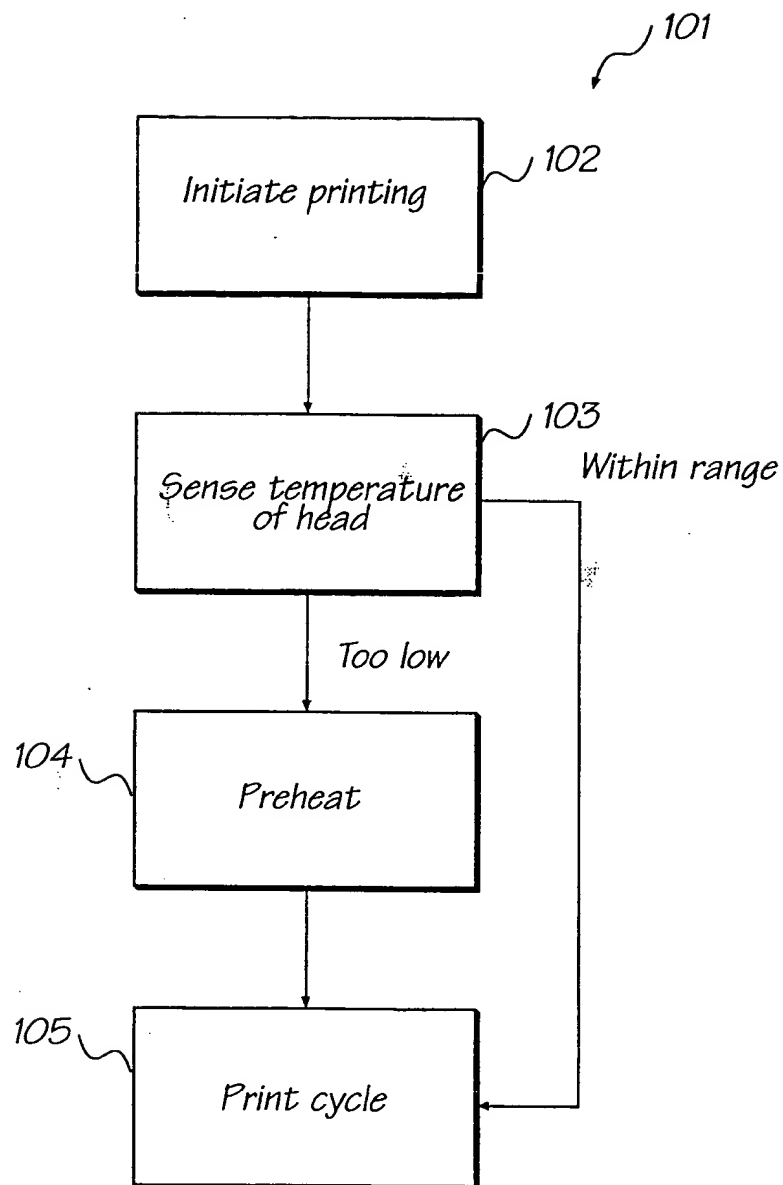 101
Initiate printing
102
103
Within range
Sense temperature
of head
Too low
104
Preheat
105
Print cycle